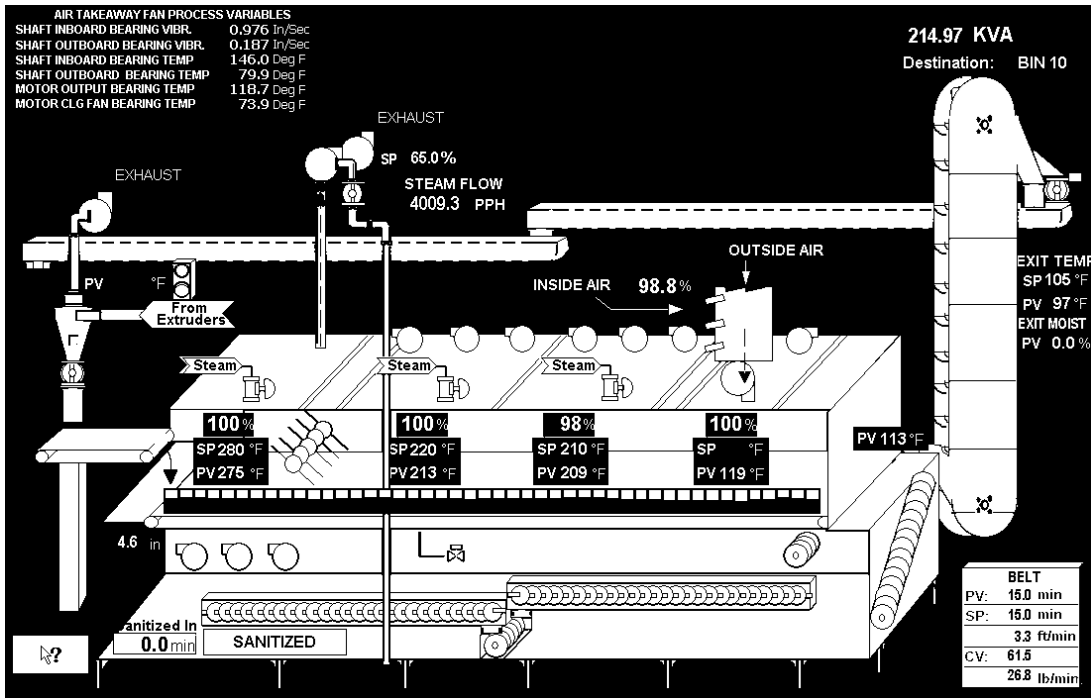 AIR TAKEAWAY FAN PROCESS VARIABLES
SHAFT INBOARD BEARING VIBR. 0.976 In/Sec
SHAFT OUTBOARD BEARING VIBR. 0.187 In/Sec
SHAFT INBOARD BEARING TEMP 146.0 Deg F
SHAFT OUTBOARD BEARING TEMP 79.9 Deg F
MOTOR OUTPUT BEARING TEMP 118.7 Deg F
MOTOR CLG FAN BEARING TEMP 73.9 Deg F
214.97 KVA
Destination: BIN 10
EXHAUST
SP 65.0%
STEAM FLOW
4009.3 PPH
EXHAUST
OUTSIDE AIR
INSIDE AIR 98.8 %
PV °F
From
Extruders
EXIT TEMP
SP 105 °F
PV 97 °F
EXIT MOIST
PV 0.0 %
Steam
Steam
Steam
100 %
SP 280 °F
PV 275 °F
100 %
SP 220 °F
PV 213 °F
98 %
SP 210 °F
PV 209 °F
100 %
SP °F
PV 119 °F
PV 113 °F
4.6 in
Sanitized In
0.0 min
SANITIZED
?
BELT
PV: 15.0 min
SP: 15.0 min
3.3 ft/min
CV: 61.5
26.8 lb/min